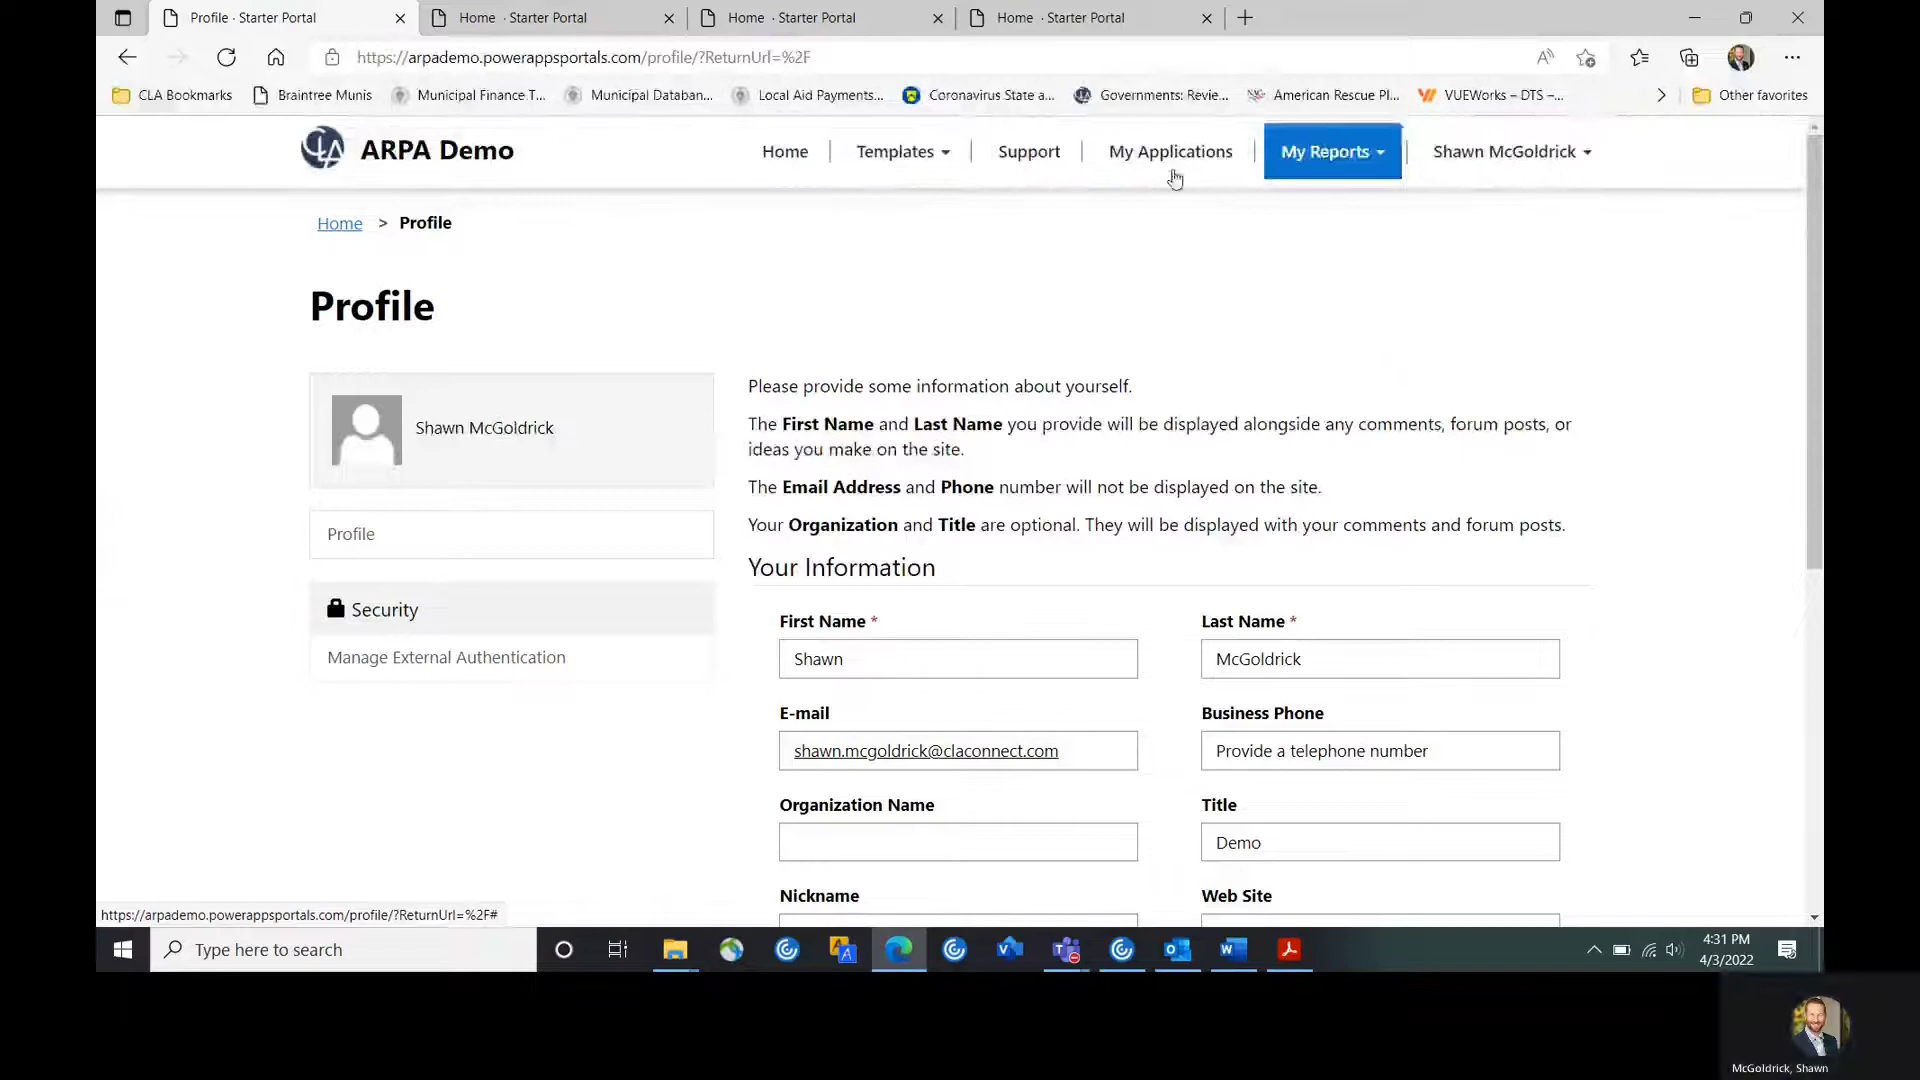 Profile · Starter Portal
Home · Starter Portal
Home · Starter Portal
Home · Starter Portal
https://arpademo.powerappsportals.com/profile/?ReturnUrl=%2F
CLA Bookmarks
Braintree Munis
Municipal Finance T...
Municipal Databan...
Local Aid Payments...
Coronavirus State a...
Governments: Revie...
American Rescue Pl...
VUEWorks – DTS –...
Other favorites
CLA
ARPA Demo
Home
Templates
Support
My Applications
My Reports
Shawn McGoldrick
Home > Profile
Profile
Shawn McGoldrick
Profile
Security
Manage External Authentication
Please provide some information about yourself.
The First Name and Last Name you provide will be displayed alongside any comments, forum posts, or
ideas you make on the site.
The Email Address and Phone number will not be displayed on the site.
Your Organization and Title are optional. They will be displayed with your comments and forum posts.
Your Information
First Name *
Last Name *
Shawn
McGoldrick
E-mail
Business Phone
shawn.mcgoldrick@claconnect.com
Provide a telephone number
Organization Name
Title
Demo
Nickname
Web Site
https://arpademo.powerappsportals.com/profile/?ReturnUrl=%2F#
Type here to search
4:31 PM
4/3/2022
McGoldrick, Shawn